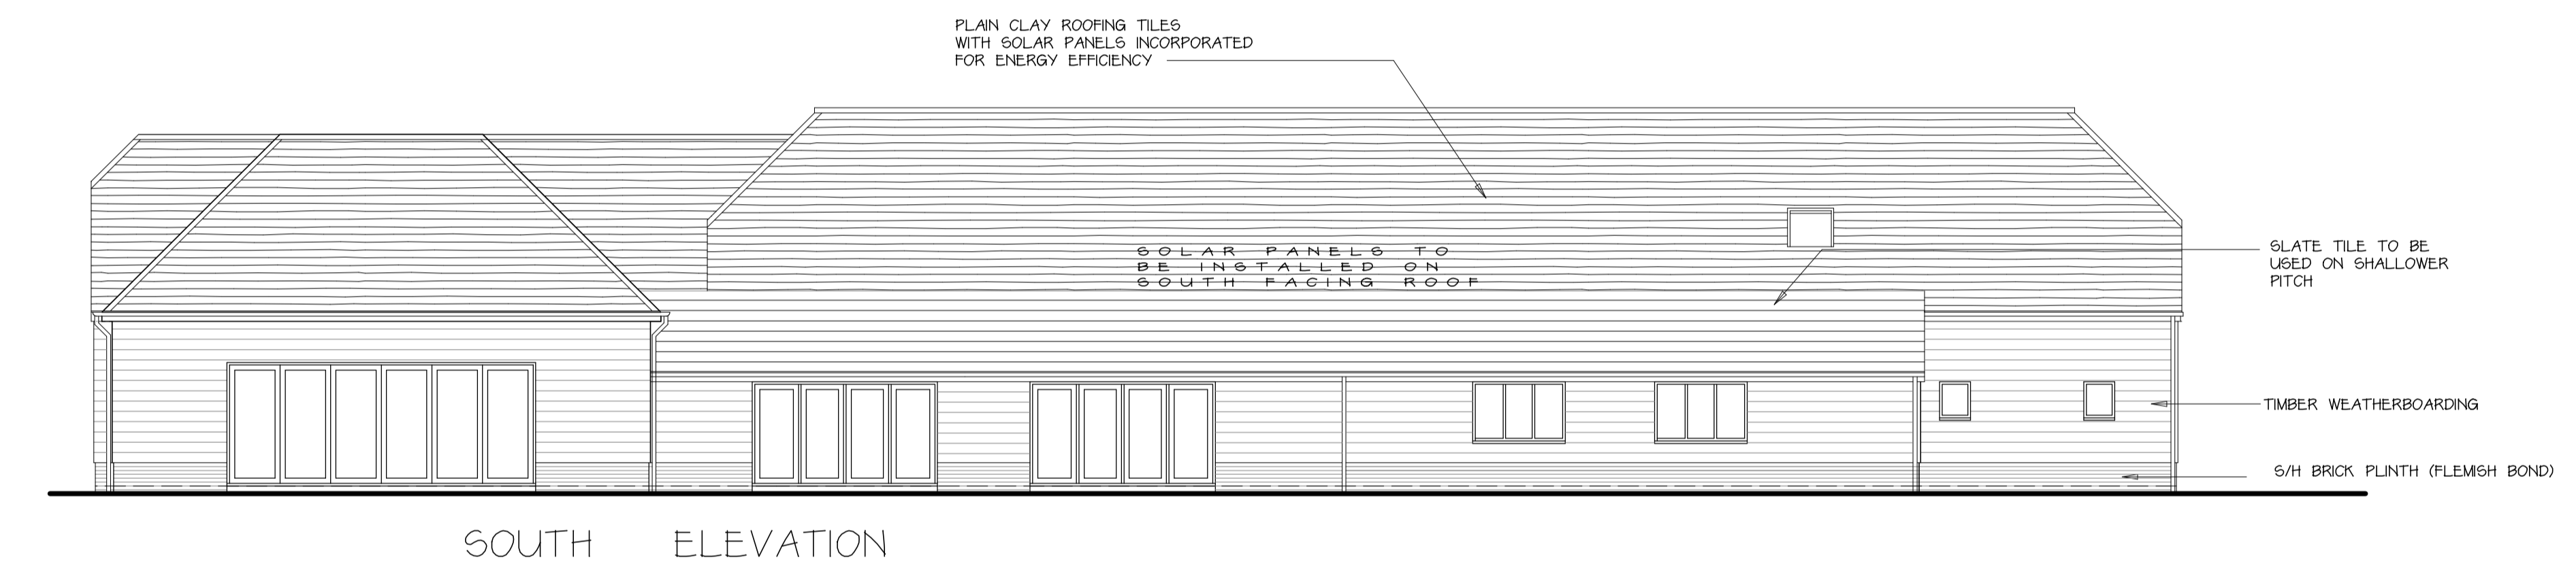 PLAIN CLAY ROOFING TILES
WITH SOLAR PANELS INCORPORATED
FOR ENERGY EFFICIENCY
SOLAR PANELS TO
BE INSTALLED ON
SOUTH FACING ROOF
SLATE TILE TO BE
USED ON SHALLOWER
PITCH
TIMBER WEATHERBOARDING
S/H BRICK PLINTH (FLEMISH BOND)
SOUTH ELEVATION